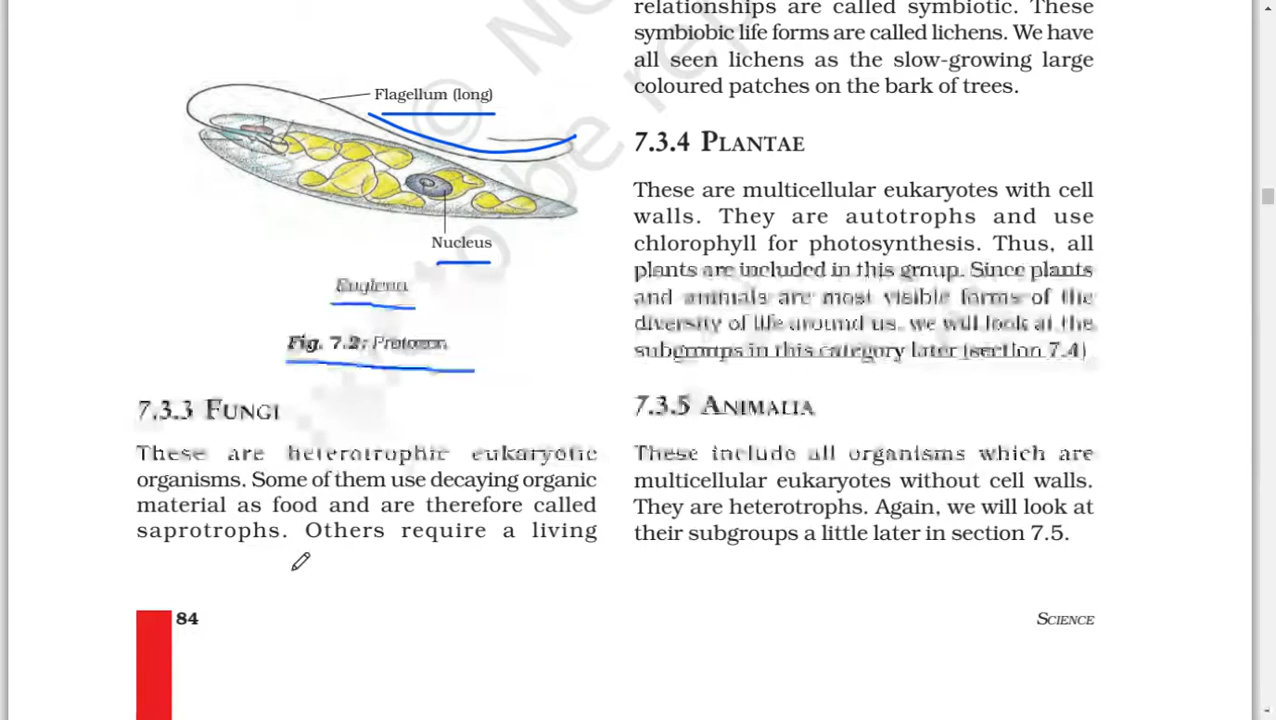 Flagellum (long)
Nucleus
Euglena
Fig. 7.2: Protozoa
7.3.3 FUNGI
These are heterotrophic eukaryotic
organisms. Some of them use decaying organic
material as food and are therefore called
saprotrophs. Others require a living
84
relationships are called symbiotic. These
symbiobic life forms are called lichens. We have
all seen lichens as the slow-growing large
coloured patches on the bark of trees.
7.3.4 PLANTAE
These are multicellular eukaryotes with cell
walls. They are autotrophs and use
chlorophyll for photosynthesis. Thus, all
plants are included in this group. Since plants
and animals are most visible forms of the
diversity of life around us, we will look at the
subgroups in this category later (section 7.4)
7.3.5 ANIMALIA
These include all organisms which are
multicellular eukaryotes without cell walls.
They are heterotrophs. Again, we will look at
their subgroups a little later in section 7.5.
SCIENCE